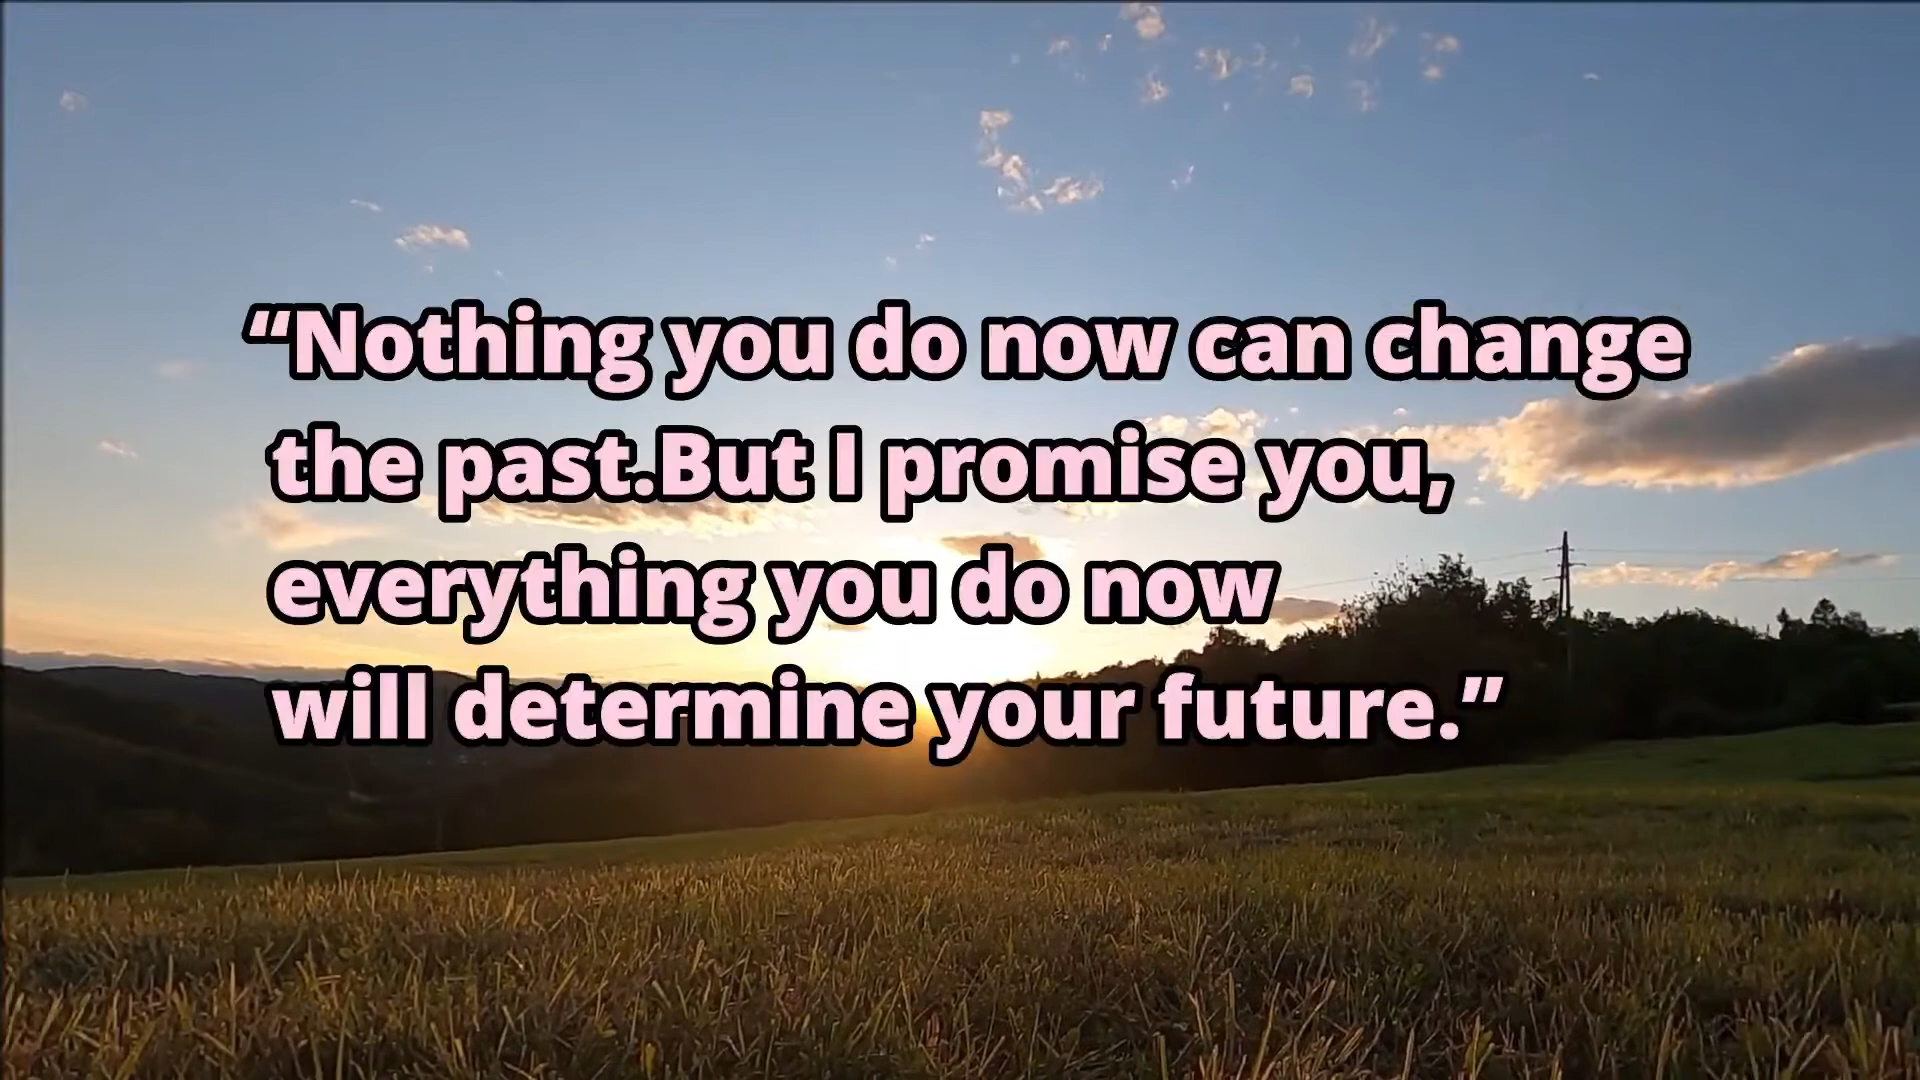 “Nothing you do now can change
the past.But I promise you,
everything you do now
will determine your future.”